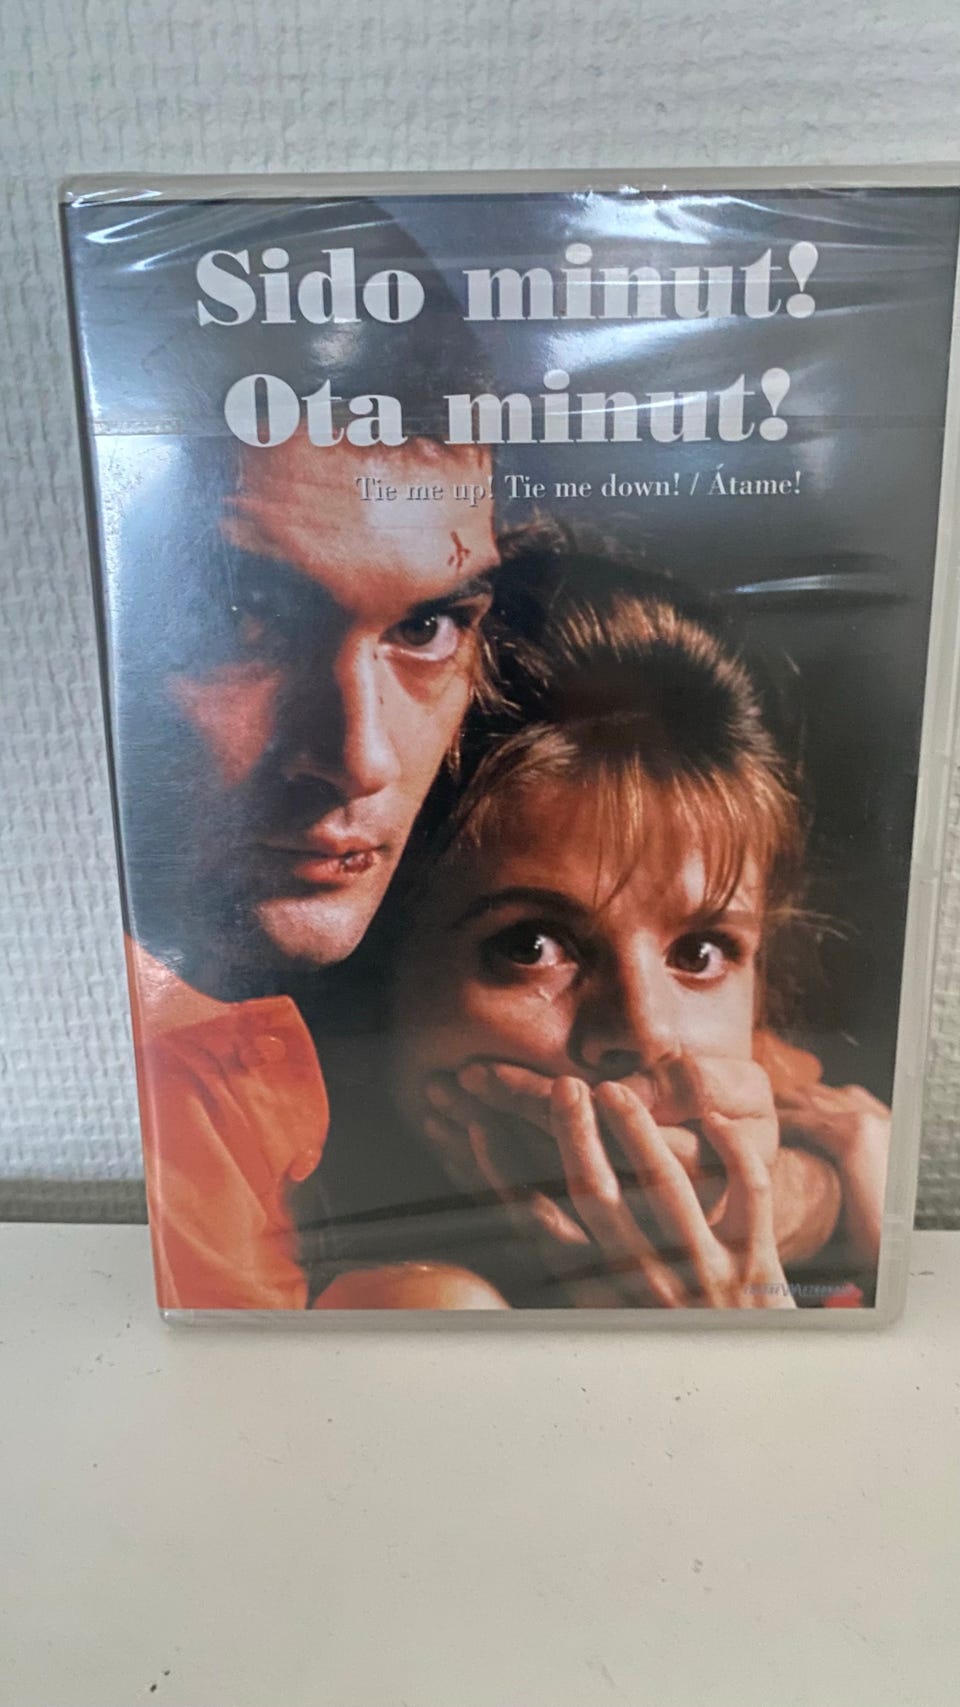 Sido minut!
Ota minut!
Tie me up! Tie me down! / Átame!